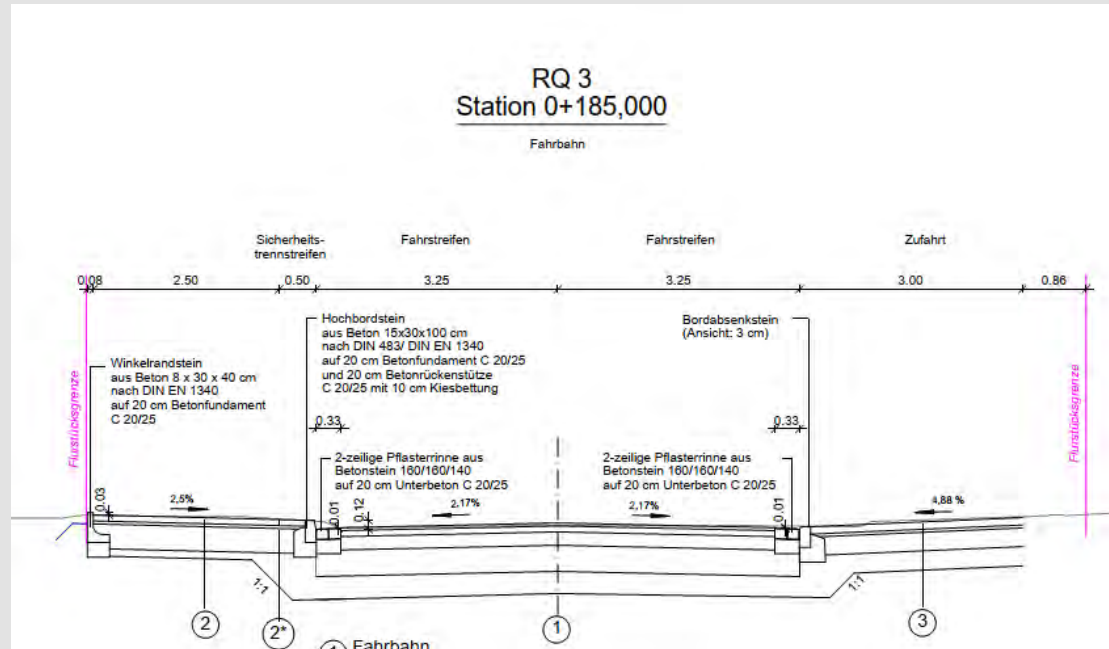 RQ 3
Station 0+185,000
Fahrbahn
Sicherheits-
trennstreifen
Fahrstreifen
Fahrstreifen
Zufahrt
0.08
2.50
0.50
3.25
3.25
3.00
0.86
Hochbordstein
aus Beton 15x30x100 cm
nach DIN 483/ DIN EN 1340
auf 20 cm Betonfundament C 20/25
und 20 cm Betonrückenstütze
C 20/25 mit 10 cm Kiesbettung
Bordabsenkstein
(Ansicht: 3 cm)
Winkelrandstein
aus Beton 8 x 30 x 40 cm
nach DIN EN 1340
auf 20 cm Betonfundament
C 20/25
Flurstücksgrenze
Flurstücksgrenze
0.33
0.33
2-zeilige Pflasterrinne aus
Betonstein 160/160/140
auf 20 cm Unterbeton C 20/25
2-zeilige Pflasterrinne aus
Betonstein 160/160/140
auf 20 cm Unterbeton C 20/25
0.03
2,5%
0.01
0.12
2,17%
2,17%
0.01
4,88 %
1:1
1:1
2
2*
1
3
1 Fahrbahn